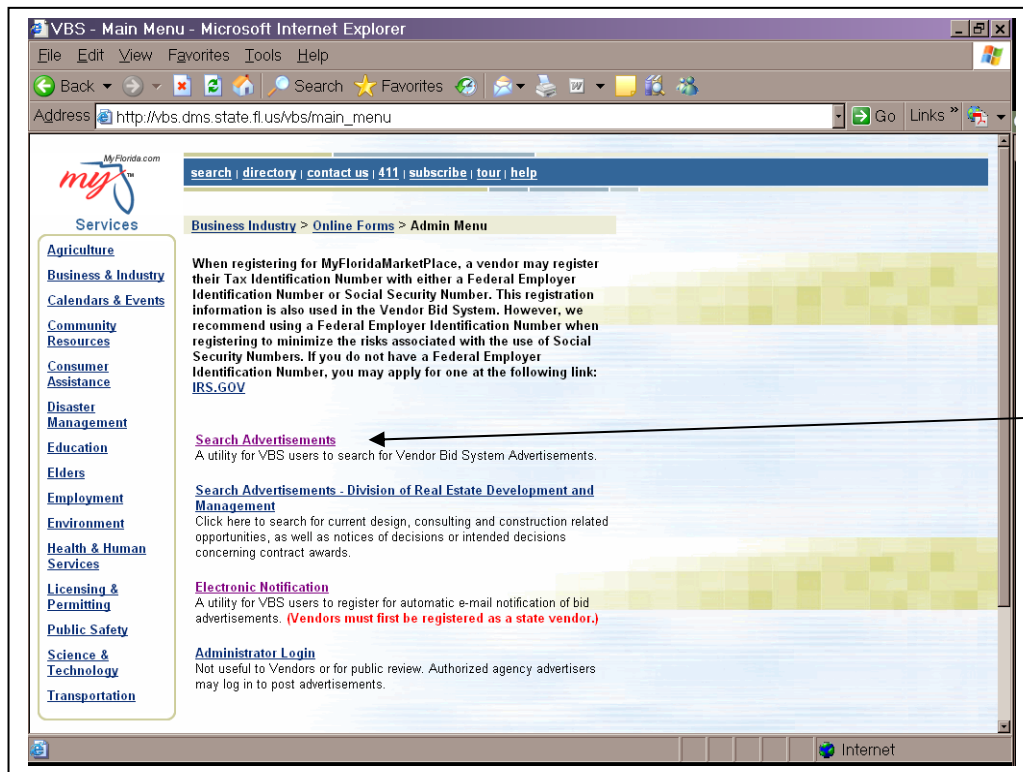 VBS - Main Menu - Microsoft Internet Explorer
File Edit View Favorites Tools Help
Back Search Favorites
Address http://vbs.dms.state.fl.us/vbs/main_menu Go Links »
MyFlorida.com
my TM
search | directory | contact us | 411 | subscribe | tour | help
Services
Business Industry > Online Forms > Admin Menu
Agriculture
Business & Industry
Calendars & Events
Community
Resources
Consumer
Assistance
Disaster
Management
Education
Elders
Employment
Environment
Health & Human
Services
Licensing &
Permitting
Public Safety
Science &
Technology
Transportation
When registering for MyFloridaMarketPlace, a vendor may register
their Tax Identification Number with either a Federal Employer
Identification Number or Social Security Number. This registration
information is also used in the Vendor Bid System. However, we
recommend using a Federal Employer Identification Number when
registering to minimize the risks associated with the use of Social
Security Numbers. If you do not have a Federal Employer
Identification Number, you may apply for one at the following link:
IRS.GOV
Search Advertisements
A utility for VBS users to search for Vendor Bid System Advertisements.
Search Advertisements - Division of Real Estate Development and
Management
Click here to search for current design, consulting and construction related
opportunities, as well as notices of decisions or intended decisions
concerning contract awards.
Electronic Notification
A utility for VBS users to register for automatic e-mail notification of bid
advertisements. (Vendors must first be registered as a state vendor.)
Administrator Login
Not useful to Vendors or for public review. Authorized agency advertisers
may log in to post advertisements.
Internet